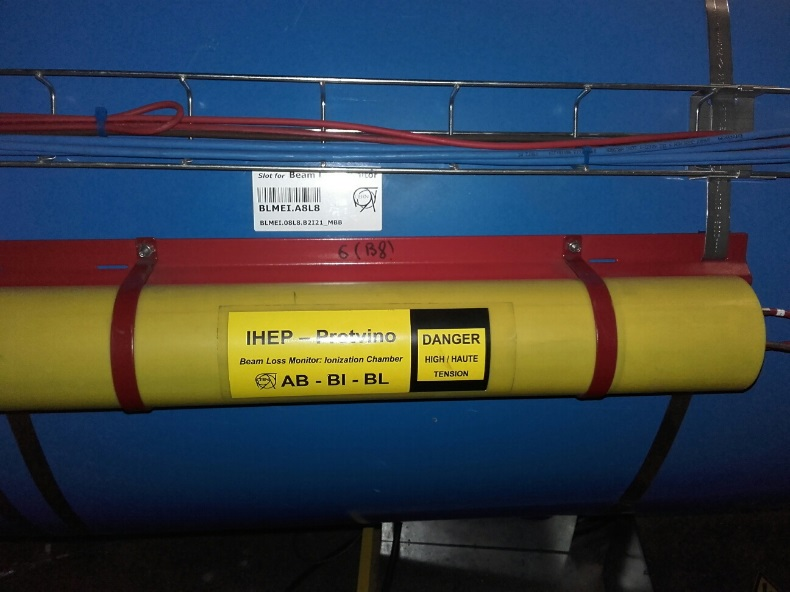 Slot for Beam
BLMEI.A8L8
BLMEI.08L8.B2I21_MBB
6 (B8)
IHEP – Protvino
Beam Loss Monitor: Ionization Chamber
AB - BI - BL
DANGER
HIGH / HAUTE
TENSION